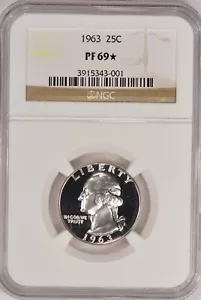 1963 25C
PF 69★
3915343-001
NGC
LIBERTY
IN GOD WE
TRUST
1963